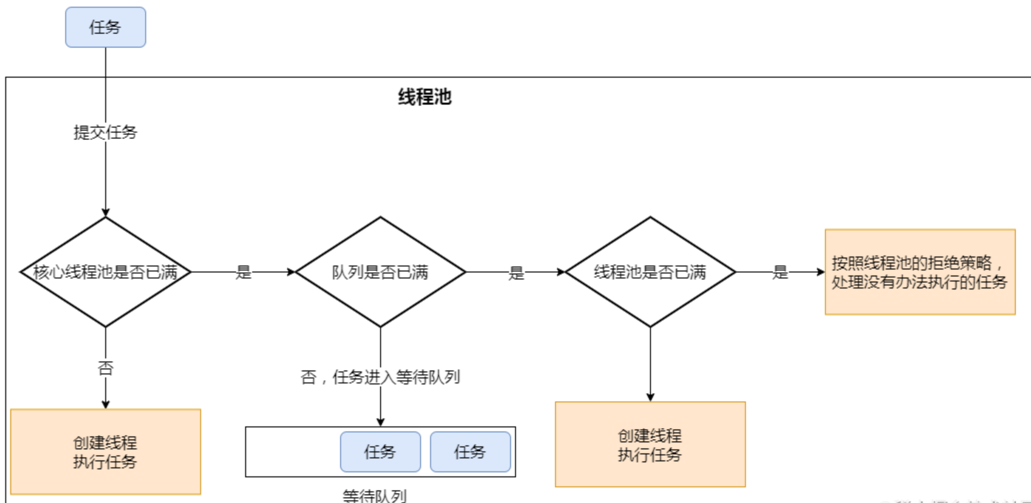 任务
线程池
提交任务
核心线程池是否已满
是
队列是否已满
是
线程池是否已满
是
按照线程池的拒绝策略，
处理没有办法执行的任务
否
否，任务进入等待队列
创建线程
执行任务
任务
任务
创建线程
执行任务
等待队列